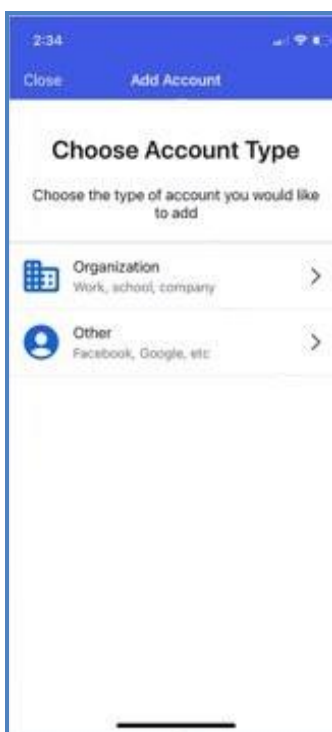 2:34
Close Add Account
Choose Account Type
Choose the type of account you would like
to add
Organization
Work, school, company
Other
Facebook, Google, etc